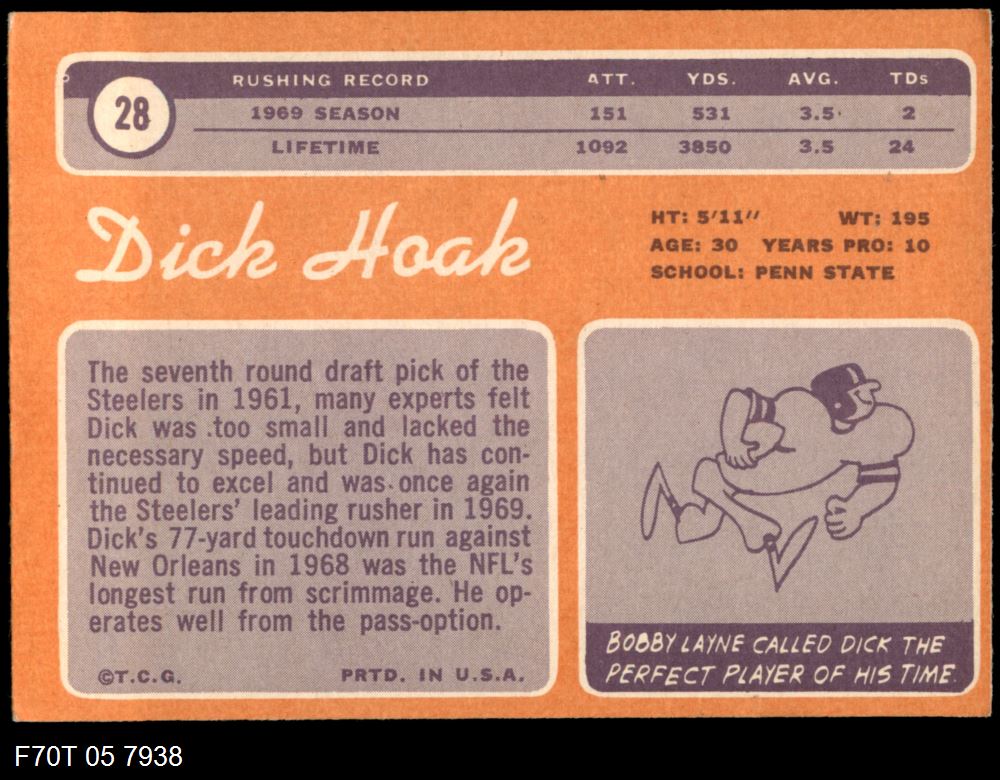 28
RUSHING RECORD ATT. YDS. AVG. TDs
1969 SEASON 151 531 3.5 2
LIFETIME 1092 3850 3.5 24
Dick Hoak
HT: 5'11" WT: 195
AGE: 30 YEARS PRO: 10
SCHOOL: PENN STATE
The seventh round draft pick of the
Steelers in 1961, many experts felt
Dick was too small and lacked the
necessary speed, but Dick has con-
tinued to excel and was once again
the Steelers' leading rusher in 1969.
Dick's 77-yard touchdown run against
New Orleans in 1968 was the NFL's
longest run from scrimmage. He op-
erates well from the pass-option.
©T.C.G. PRTD. IN U.S.A.
BOBBY LAYNE CALLED DICK THE
PERFECT PLAYER OF HIS TIME.
F70T 05 7938